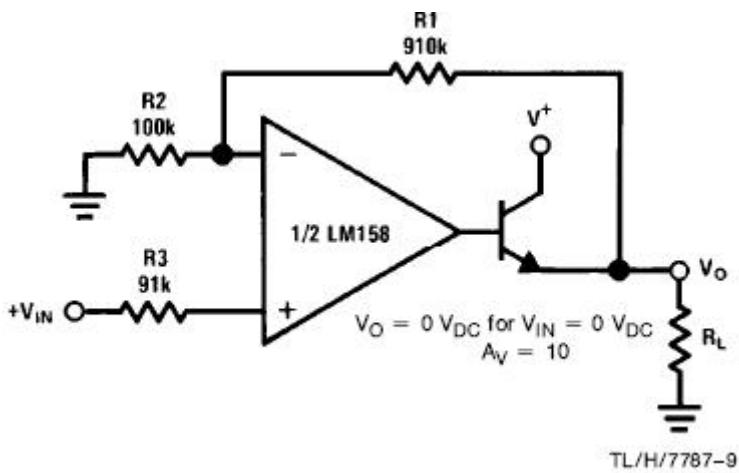 R1
910k
R2
100k
V+
−
1/2 LM158
R3
91k
+VIN
+
VO
VO = 0 VDC for VIN = 0 VDC
AV = 10
RL
TL/H/7787–9